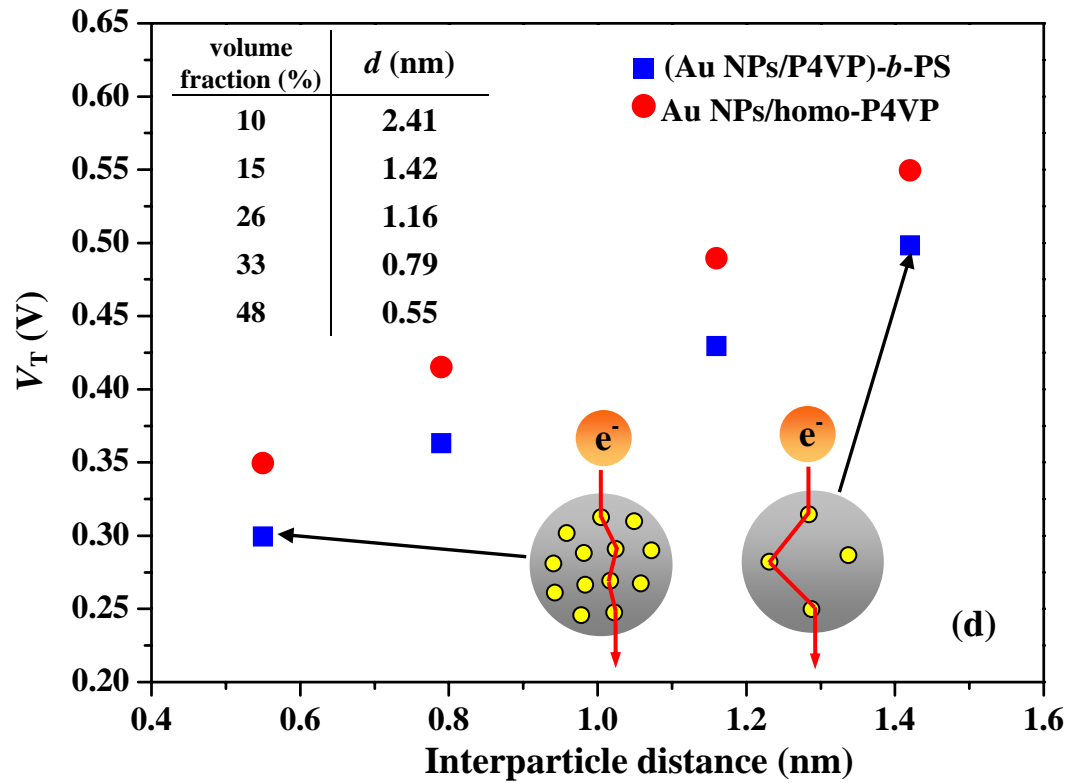 volume
fraction (%) d (nm)
10 2.41
15 1.42
26 1.16
33 0.79
48 0.55
(Au NPs/P4VP)-b-PS
Au NPs/homo-P4VP
0.65
0.60
0.55
0.50
0.45
0.40
0.35
0.30
0.25
0.20
VT (V)
e-
e-
(d)
0.4 0.6 0.8 1.0 1.2 1.4 1.6
Interparticle distance (nm)